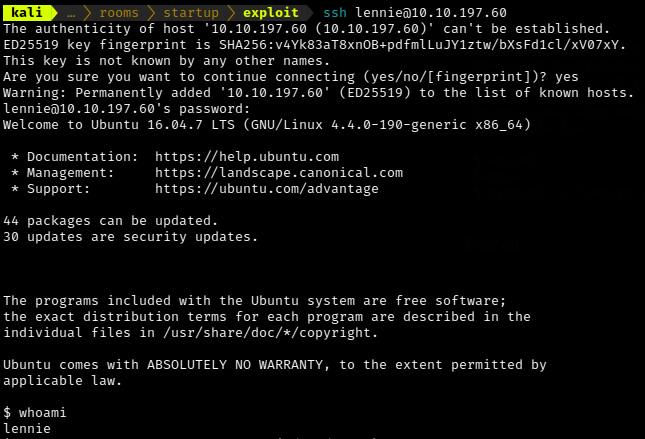 kali … rooms startup exploit ssh lennie@10.10.197.60
The authenticity of host '10.10.197.60 (10.10.197.60)' can't be established.
ED25519 key fingerprint is SHA256:v4Yk83aT8xnOB+pdfmlLuJY1ztw/bXsFd1cl/xV07xY.
This key is not known by any other names.
Are you sure you want to continue connecting (yes/no/[fingerprint])? yes
Warning: Permanently added '10.10.197.60' (ED25519) to the list of known hosts.
lennie@10.10.197.60's password:
Welcome to Ubuntu 16.04.7 LTS (GNU/Linux 4.4.0-190-generic x86_64)
* Documentation:  https://help.ubuntu.com
* Management:     https://landscape.canonical.com
* Support:        https://ubuntu.com/advantage
44 packages can be updated.
30 updates are security updates.
The programs included with the Ubuntu system are free software;
the exact distribution terms for each program are described in the
individual files in /usr/share/doc/*/copyright.
Ubuntu comes with ABSOLUTELY NO WARRANTY, to the extent permitted by
applicable law.
$ whoami
lennie